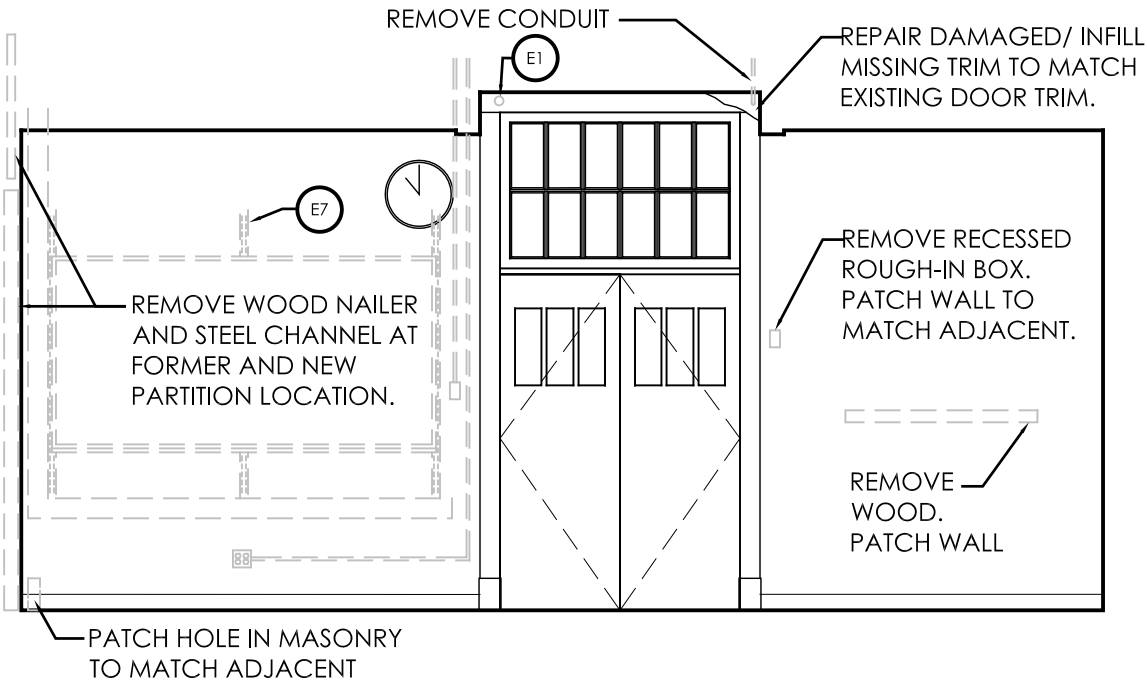 REMOVE CONDUIT
E1
REPAIR DAMAGED/ INFILL
MISSING TRIM TO MATCH
EXISTING DOOR TRIM.
E7
REMOVE WOOD NAILER
AND STEEL CHANNEL AT
FORMER AND NEW
PARTITION LOCATION.
REMOVE RECESSED
ROUGH-IN BOX.
PATCH WALL TO
MATCH ADJACENT.
REMOVE
WOOD.
PATCH WALL
PATCH HOLE IN MASONRY
TO MATCH ADJACENT